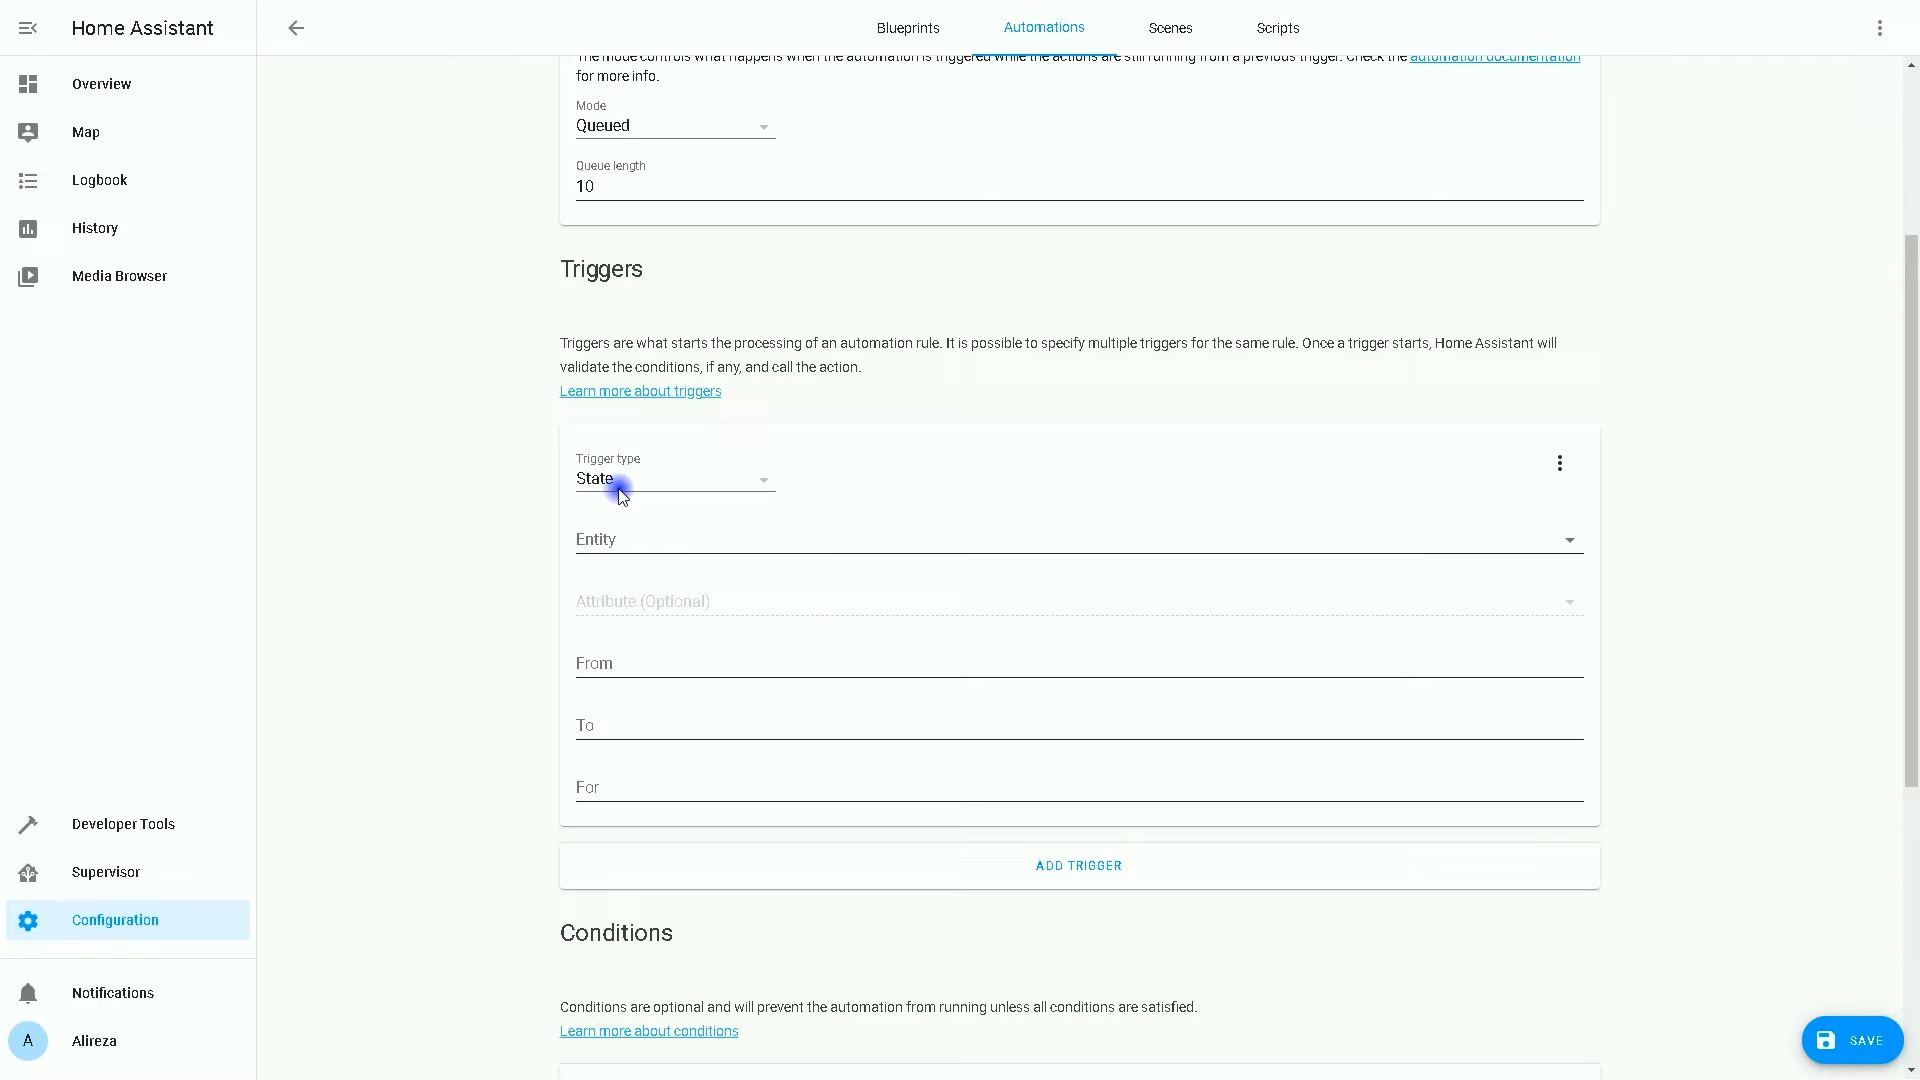 Home Assistant
Overview
Map
Logbook
History
Media Browser
Developer Tools
Supervisor
Configuration
Notifications
A
Alireza
Blueprints
Automations
Scenes
Scripts
The mode controls what happens when the automation is triggered while the actions are still running from a previous trigger. Check the automation documentation
for more info.
Mode
Queued
Queue length
10
Triggers
Triggers are what starts the processing of an automation rule. It is possible to specify multiple triggers for the same rule. Once a trigger starts, Home Assistant will
validate the conditions, if any, and call the action.
Learn more about triggers
Trigger type
State
Entity
Attribute (Optional)
From
To
For
ADD TRIGGER
Conditions
Conditions are optional and will prevent the automation from running unless all conditions are satisfied.
Learn more about conditions
SAVE